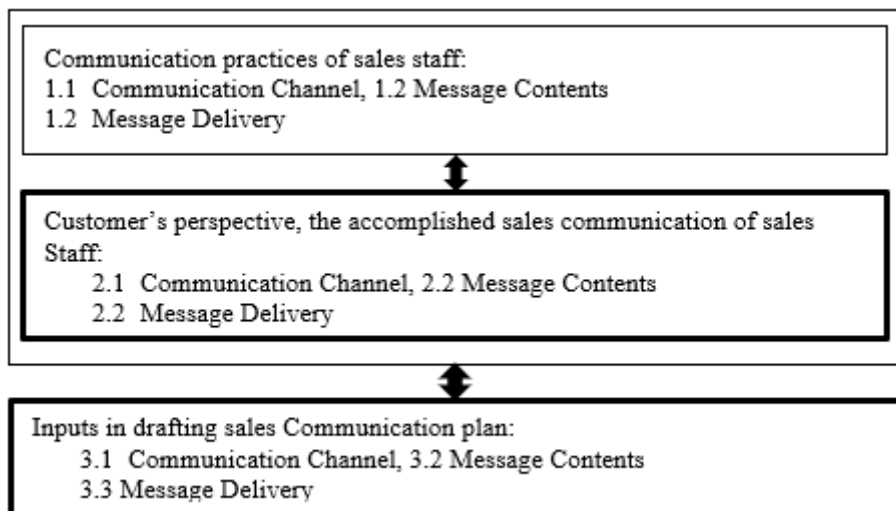 Communication practices of sales staff:
1.1 Communication Channel, 1.2 Message Contents
1.2 Message Delivery
Customer’s perspective, the accomplished sales communication of sales
Staff:
2.1 Communication Channel, 2.2 Message Contents
2.2 Message Delivery
Inputs in drafting sales Communication plan:
3.1 Communication Channel, 3.2 Message Contents
3.3 Message Delivery